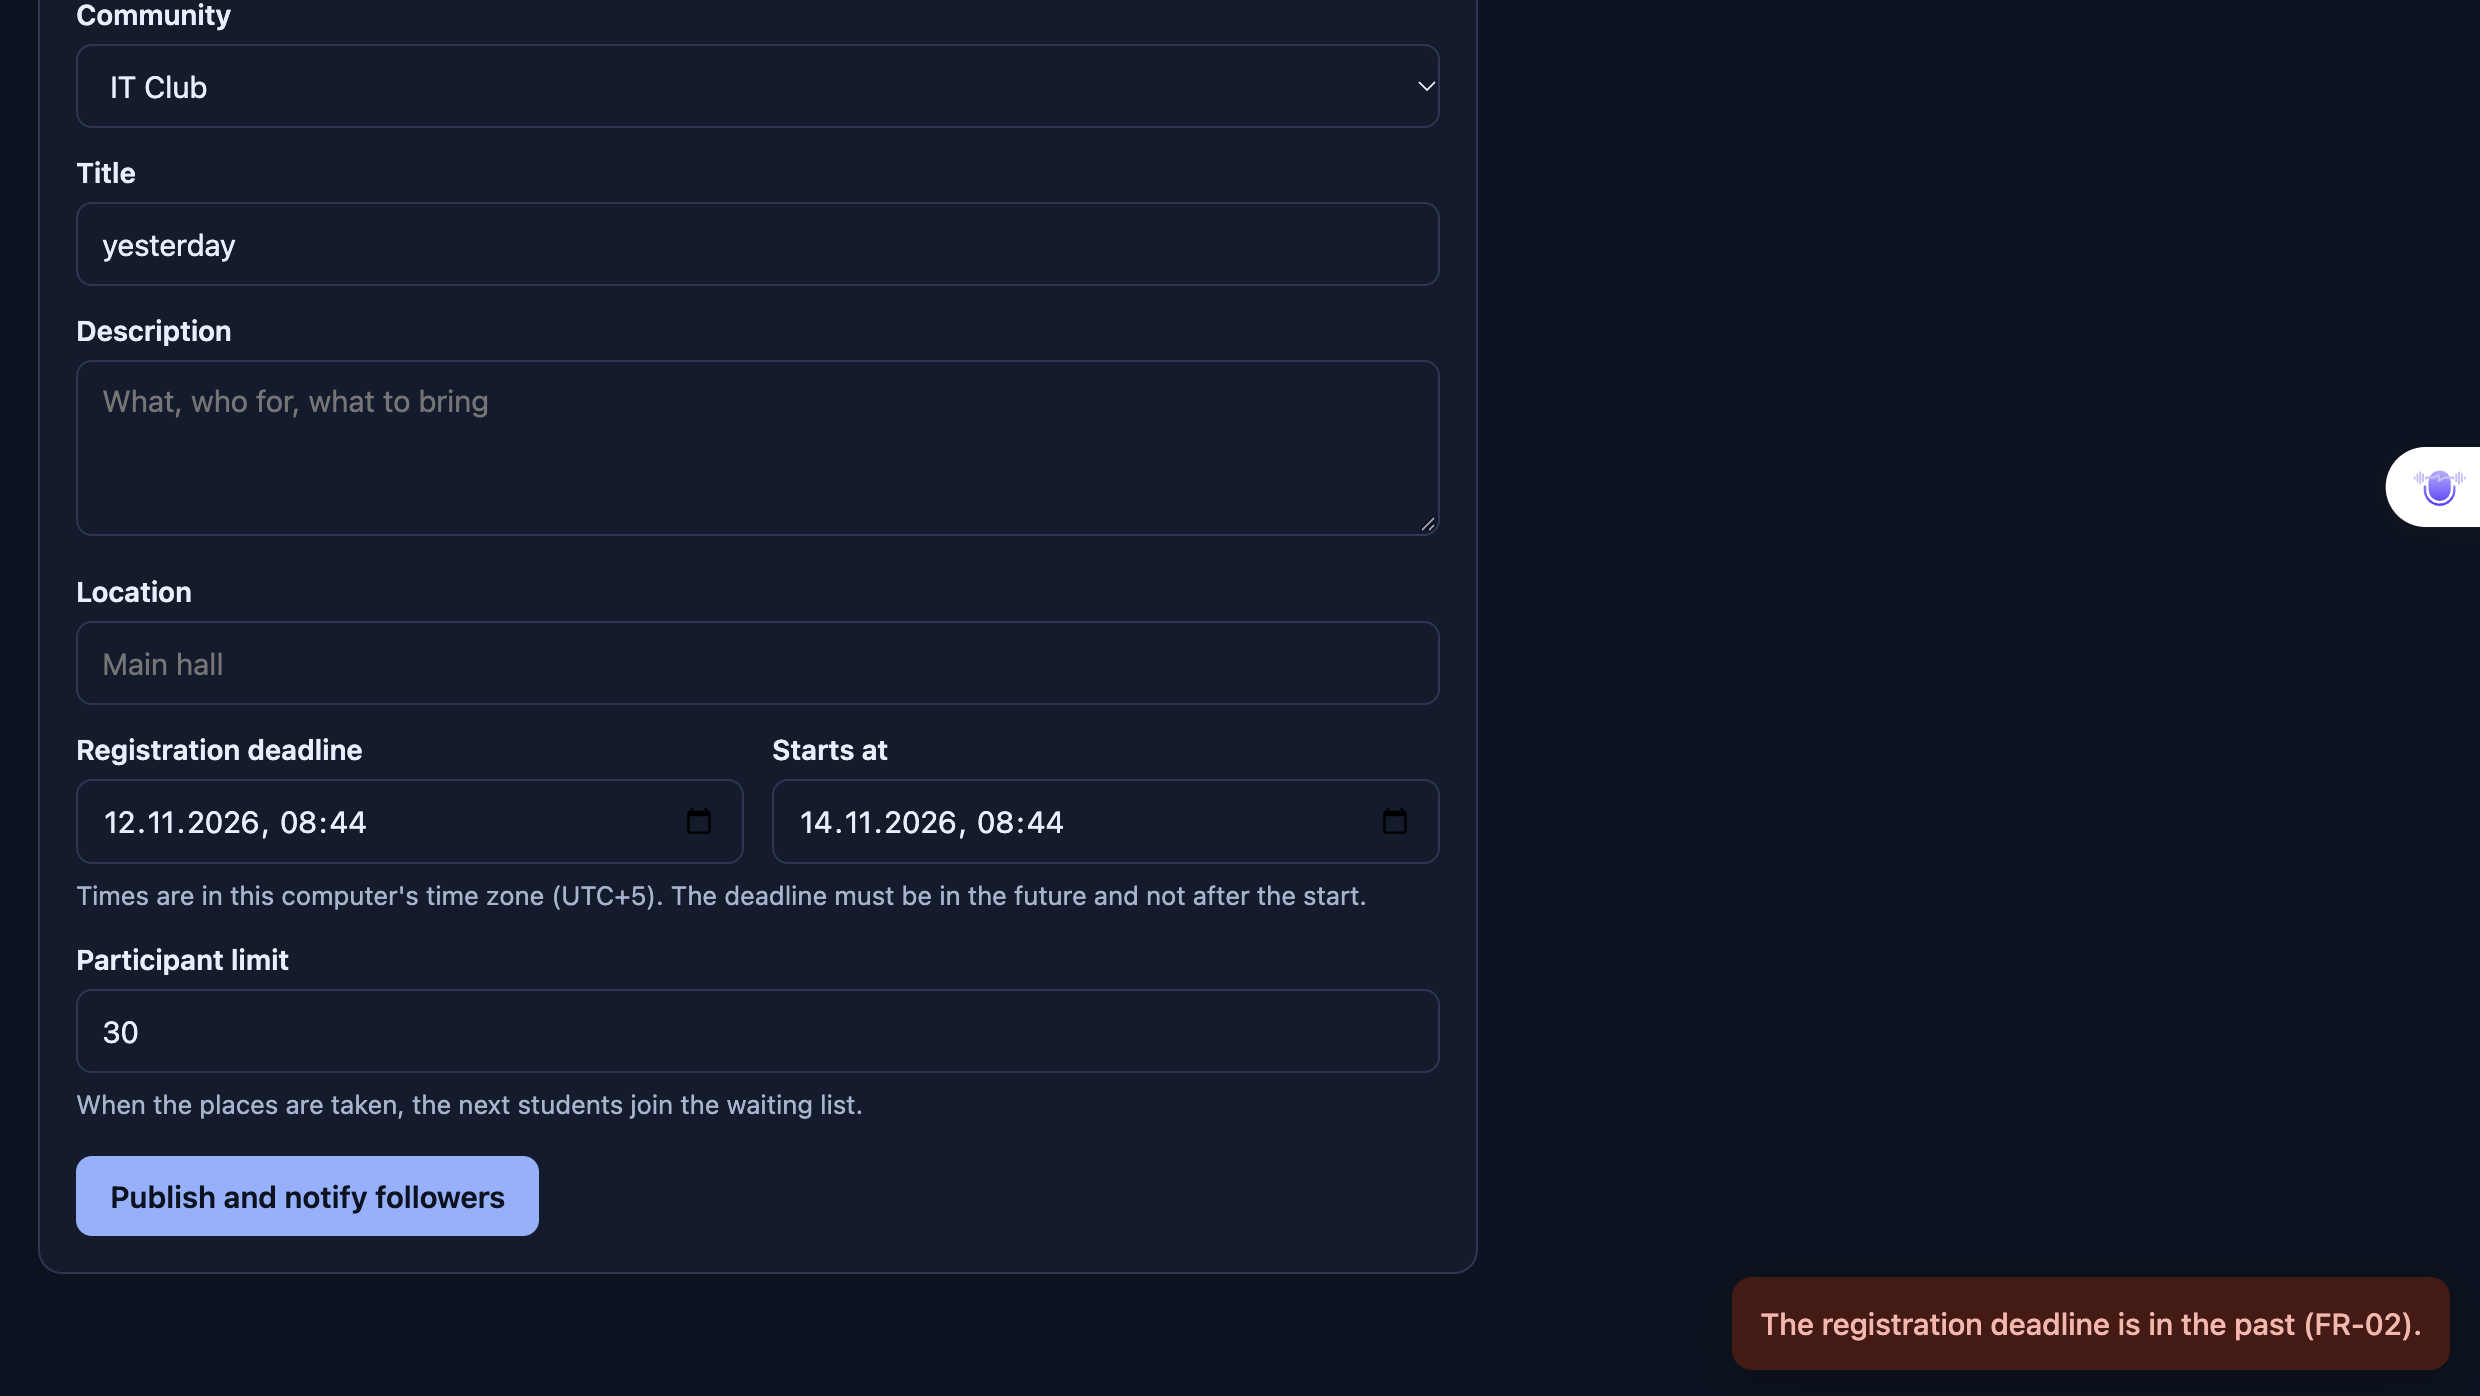 Community
IT Club
Title
yesterday
Description
What, who for, what to bring
Location
Main hall
Registration deadline
Starts at
12.11.2026, 08:44
14.11.2026, 08:44
Times are in this computer's time zone (UTC+5). The deadline must be in the future and not after the start.
Participant limit
30
When the places are taken, the next students join the waiting list.
Publish and notify followers
The registration deadline is in the past (FR-02).